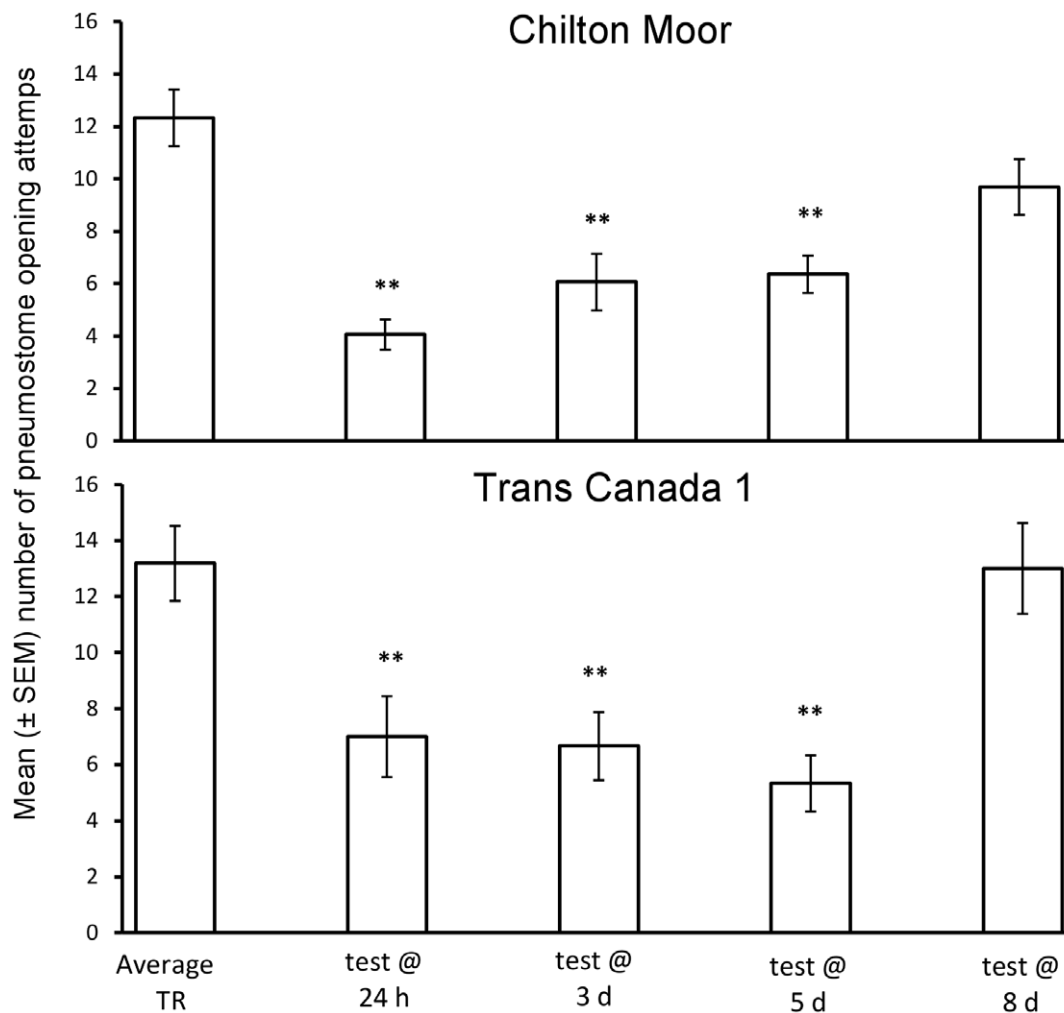 Mean (± SEM) number of pneumostome opening attemps
Chilton Moor
16
14
12
10
8
6
4
2
0
**
**
**
Trans Canada 1
16
14
12
10
8
6
4
2
0
**
**
**
Average
TR
test @
24 h
test @
3 d
test @
5 d
test @
8 d